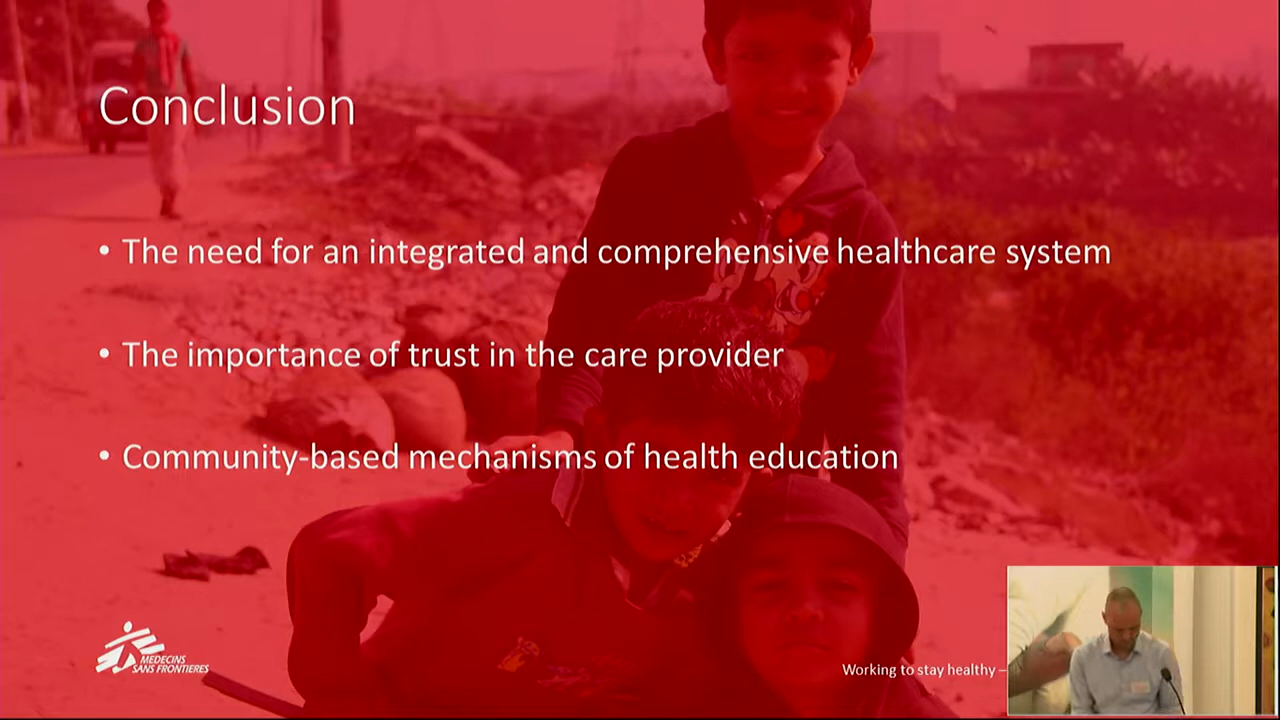 Conclusion
• The need for an integrated and comprehensive healthcare system
• The importance of trust in the care provider
• Community-based mechanisms of health education
MEDECINS
SANS FRONTIERES
Working to stay healthy –